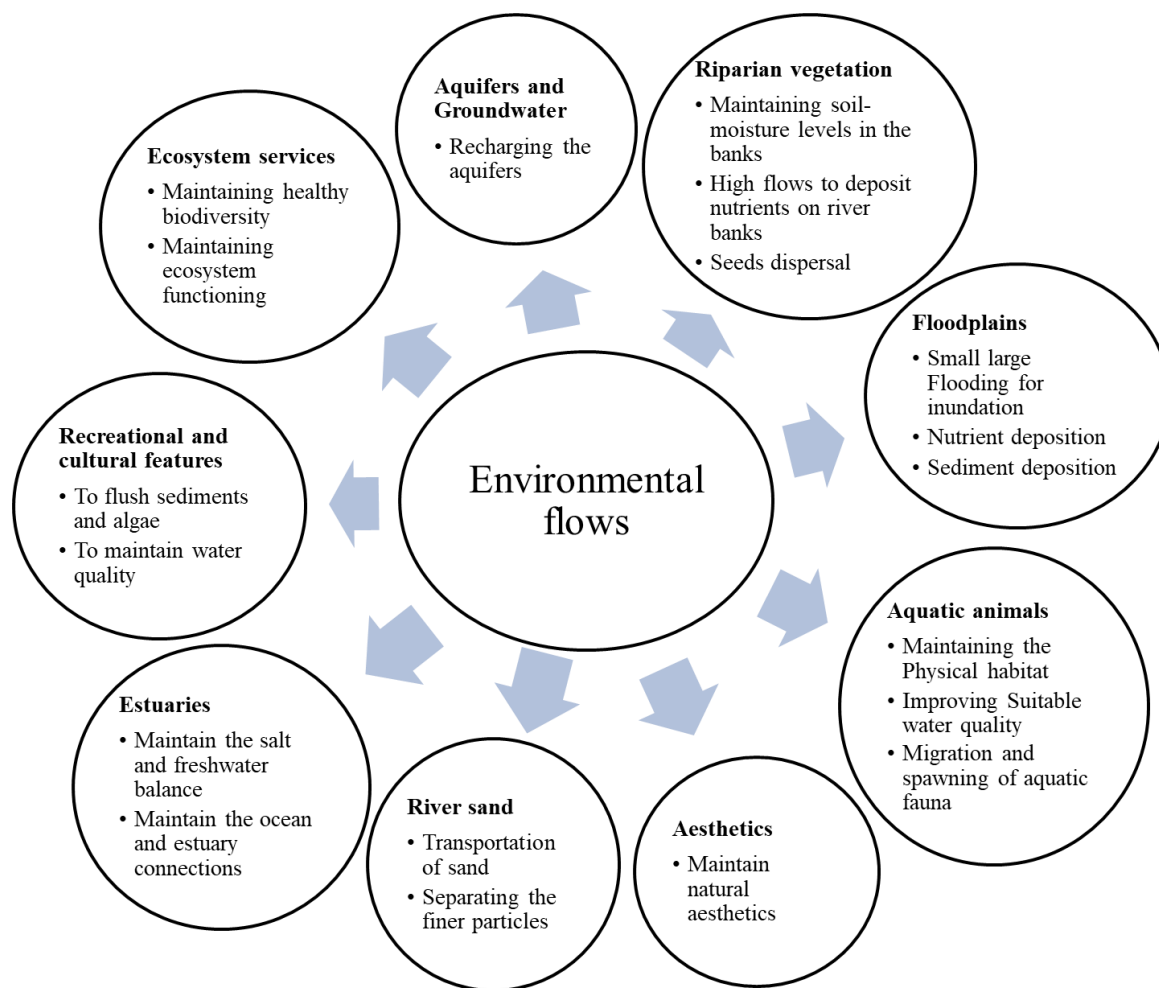 Aquifers and
Groundwater
• Recharging the
aquifers
Riparian vegetation
• Maintaining soil-
moisture levels in the
banks
• High flows to deposit
nutrients on river
banks
• Seeds dispersal
Floodplains
• Small large
Flooding for
inundation
• Nutrient deposition
• Sediment deposition
Aquatic animals
• Maintaining the
Physical habitat
• Improving Suitable
water quality
• Migration and
spawning of aquatic
fauna
Aesthetics
• Maintain
natural
aesthetics
River sand
• Transportation
of sand
• Separating the
finer particles
Estuaries
• Maintain the salt
and freshwater
balance
• Maintain the ocean
and estuary
connections
Recreational and
cultural features
• To flush sediments
and algae
• To maintain water
quality
Ecosystem services
• Maintaining healthy
biodiversity
• Maintaining
ecosystem
functioning
Environmental
flows